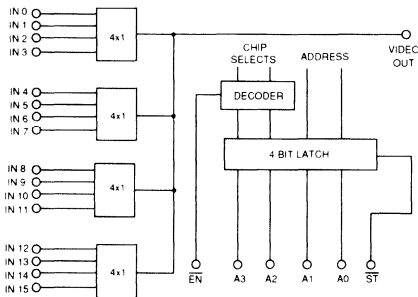 IN 0
IN 1
IN 2
IN 3
4x1
IN 4
IN 5
IN 6
IN 7
4x1
IN 8
IN 9
IN 10
IN 11
4x1
IN 12
IN 13
IN 14
IN 15
4x1
CHIP
SELECTS
ADDRESS
VIDEO
OUT
DECODER
4 BIT LATCH
EN
A3
A2
A1
A0
ST